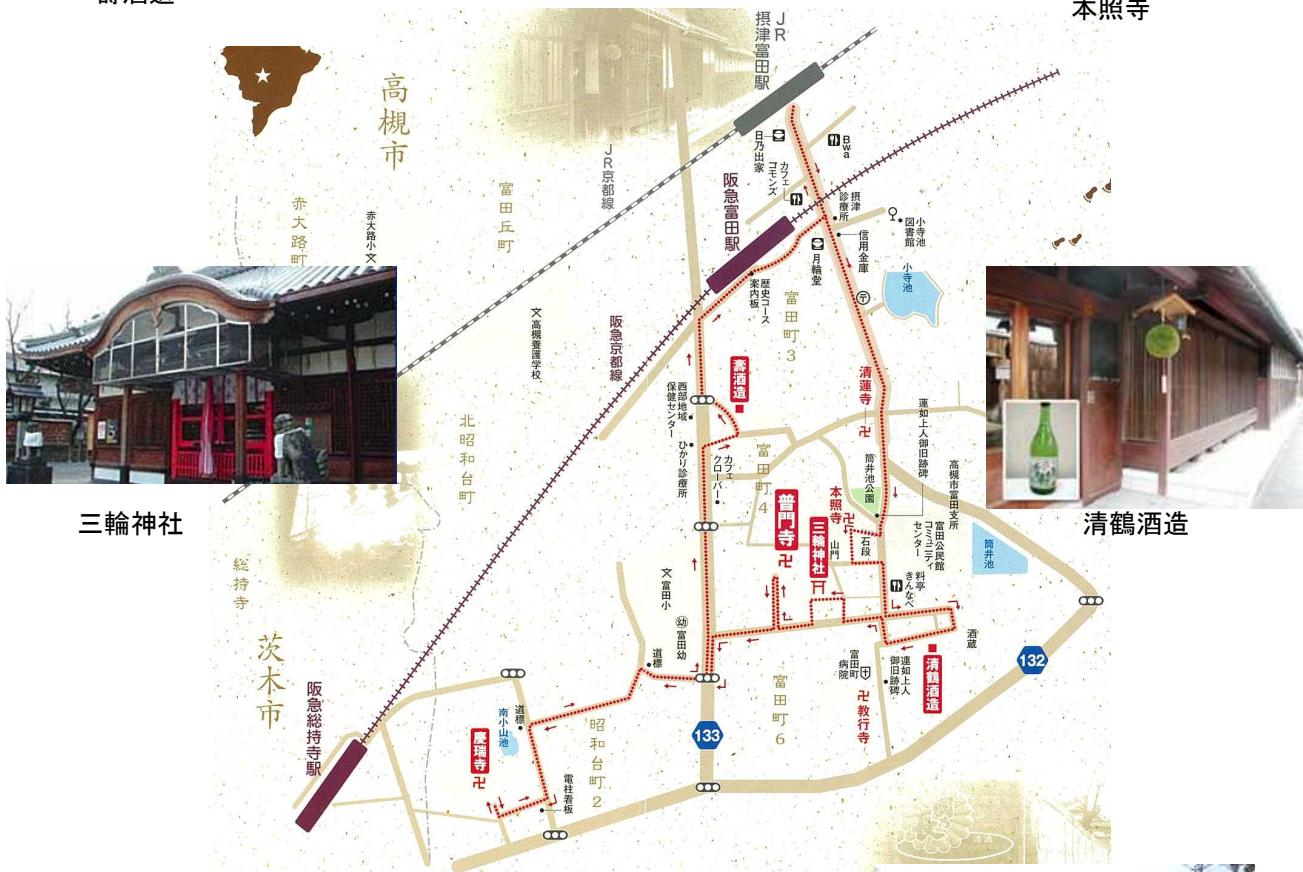 壽酒造
本照寺
JR
摂津富田駅
高槻市
JR京都線
日乃出家
Bwa
カフェ
コモンズ
阪急富田駅
摂津
診療所
小寺池
図書館
信用金庫
月輪堂
小寺池
富田丘町
赤大路町
赤大路小文
歴史コース
案内板
富田町3
文高槻養護学校
阪急京都線
壽酒造
西部地域
保健センター
ひかり診療所
清蓮寺
蓮如上人御旧跡碑
高槻市富田支所
北昭和台町
カフェ
クローバー
富田町4
筒井池公園
本照寺
普門寺
三輪神社
山門
石段
富田公民館
コミュニティ
センター
筒井池
三輪神社
清鶴酒造
料亭
きんなべ
総持寺
文富田小
幼富田幼
道標
酒蔵
茨木市
富田町
病院
蓮如上人
御旧跡碑
清鶴酒造
132
教行寺
富田町6
阪急総持寺駅
道標
南小山池
昭和台町2
133
慶瑞寺
電柱看板
清酒